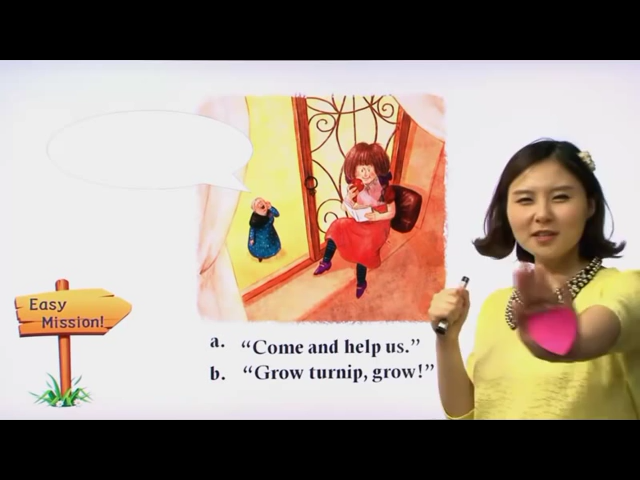 Easy
Mission!
a. “Come and help us.”
b. “Grow turnip, grow!”